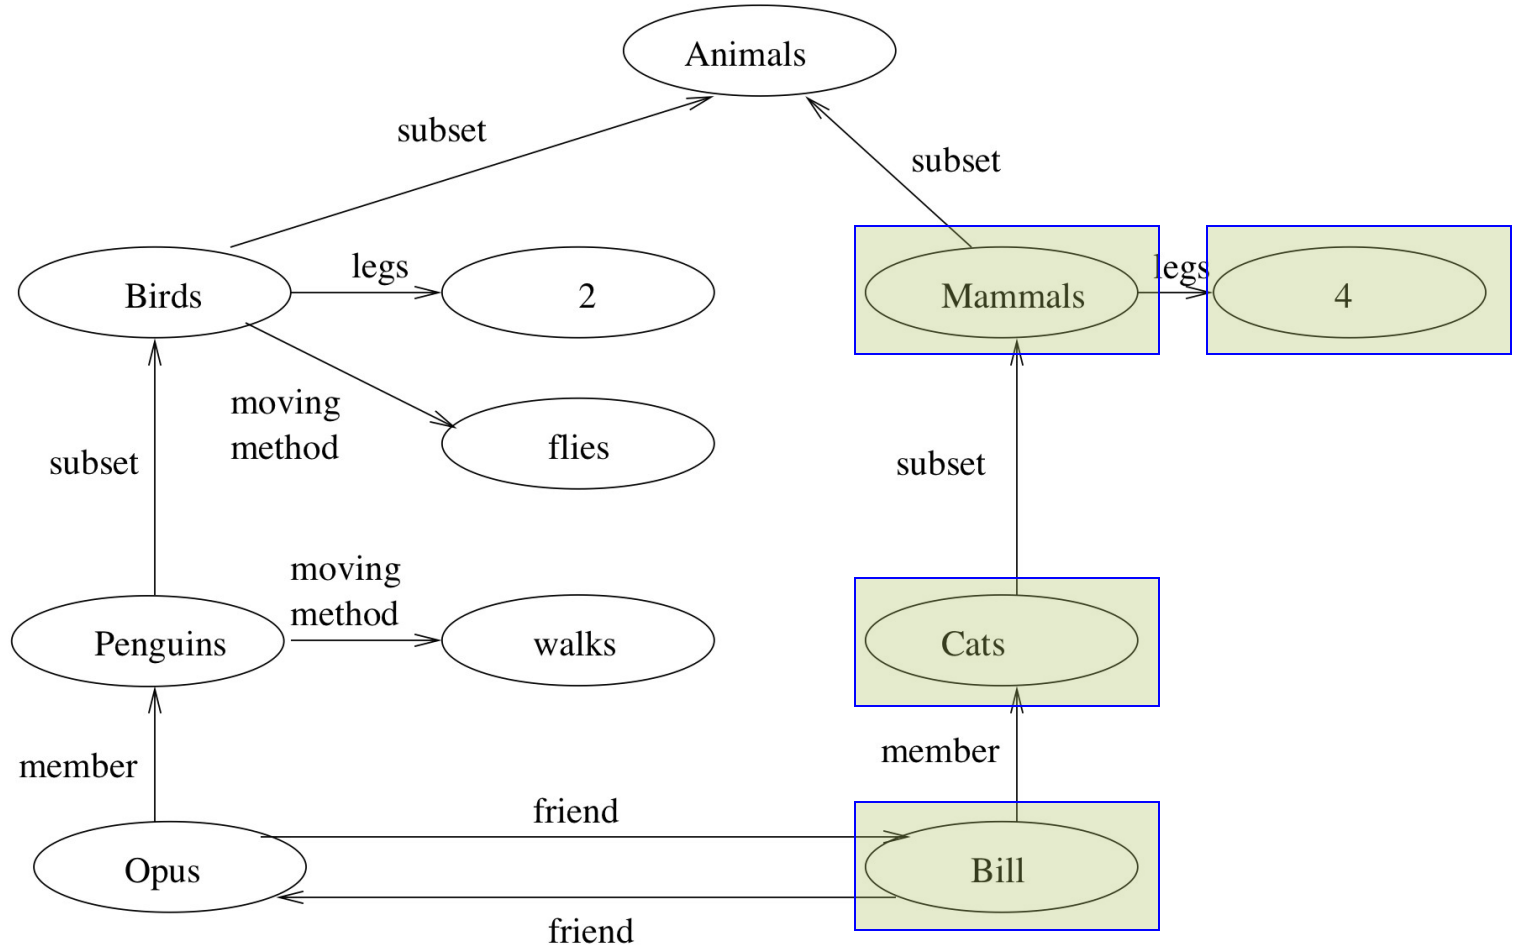 Animals
subset
subset
Birds
legs
2
Mammals
legs
4
moving
method
flies
subset
subset
moving
method
Penguins
walks
Cats
member
member
friend
Opus
Bill
friend